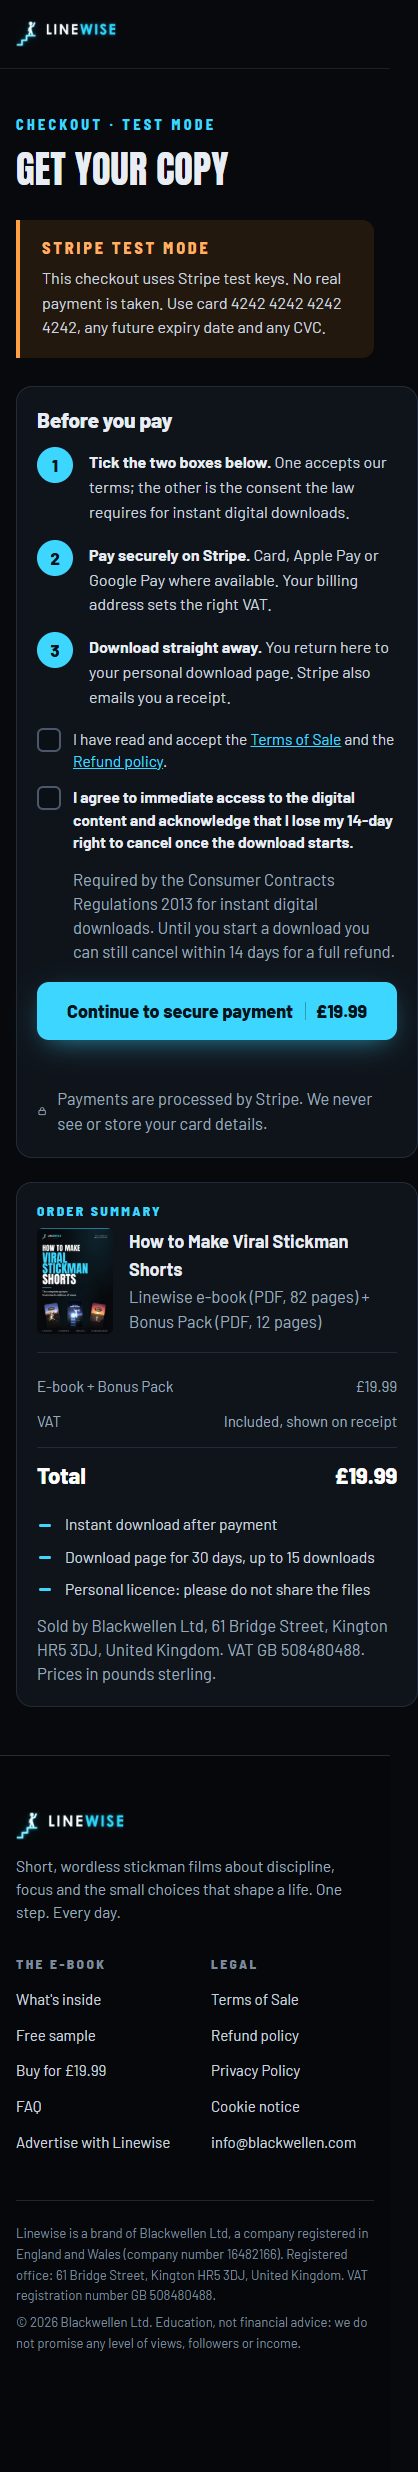 LINEWISE
CHECKOUT · TEST MODE
GET YOUR COPY
STRIPE TEST MODE
This checkout uses Stripe test keys. No real
payment is taken. Use card 4242 4242 4242
4242, any future expiry date and any CVC.
Before you pay
1
Tick the two boxes below. One accepts our
terms; the other is the consent the law
requires for instant digital downloads.
2
Pay securely on Stripe. Card, Apple Pay or
Google Pay where available. Your billing
address sets the right VAT.
3
Download straight away. You return here to
your personal download page. Stripe also
emails you a receipt.
I have read and accept the Terms of Sale and the
Refund policy.
I agree to immediate access to the digital
content and acknowledge that I lose my 14-day
right to cancel once the download starts.
Required by the Consumer Contracts
Regulations 2013 for instant digital
downloads. Until you start a download you
can still cancel within 14 days for a full refund.
Continue to secure payment £19.99
Payments are processed by Stripe. We never
see or store your card details.
ORDER SUMMARY
HOW TO MAKE
VIRAL
STICKMAN
SHORTS
How to Make Viral Stickman
Shorts
Linewise e-book (PDF, 82 pages) +
Bonus Pack (PDF, 12 pages)
E-book + Bonus Pack £19.99
VAT Included, shown on receipt
Total £19.99
Instant download after payment
Download page for 30 days, up to 15 downloads
Personal licence: please do not share the files
Sold by Blackwellen Ltd, 61 Bridge Street, Kington
HR5 3DJ, United Kingdom. VAT GB 508480488.
Prices in pounds sterling.
LINEWISE
Short, wordless stickman films about discipline,
focus and the small choices that shape a life. One
step. Every day.
THE E-BOOK
What's inside
Free sample
Buy for £19.99
FAQ
Advertise with Linewise
LEGAL
Terms of Sale
Refund policy
Privacy Policy
Cookie notice
info@blackwellen.com
Linewise is a brand of Blackwellen Ltd, a company registered in
England and Wales (company number 16482166). Registered
office: 61 Bridge Street, Kington HR5 3DJ, United Kingdom. VAT
registration number GB 508480488.
© 2026 Blackwellen Ltd. Education, not financial advice: we do
not promise any level of views, followers or income.